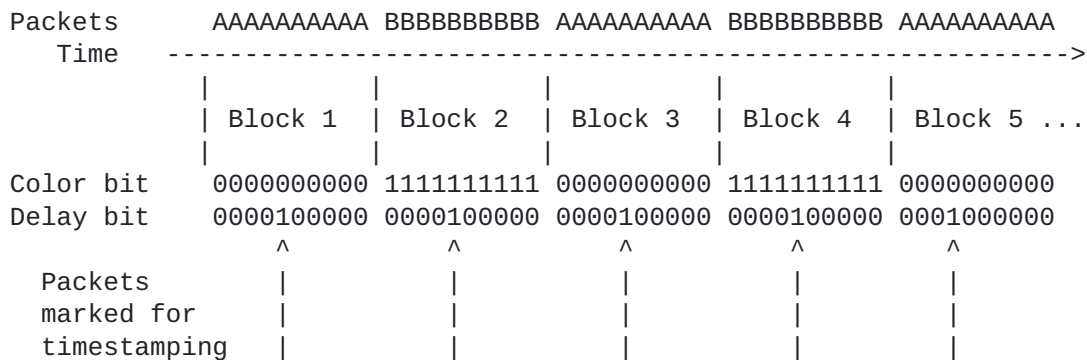 Packets      AAAAAAAAAA BBBBBBBBBB AAAAAAAAAA BBBBBBBBBB AAAAAAAAAA
   Time   ---------------------------------------------------------->
            |          |          |          |          |
            | Block 1  | Block 2  | Block 3  | Block 4  | Block 5 ...
            |          |          |          |          |
Color bit    0000000000 1111111111 0000000000 1111111111 0000000000
Delay bit    0000100000 0000100000 0000100000 0000100000 0001000000
                 ^          ^          ^          ^         ^
  Packets        |          |          |          |         |
  marked for     |          |          |          |         |
  timestamping   |          |          |          |         |